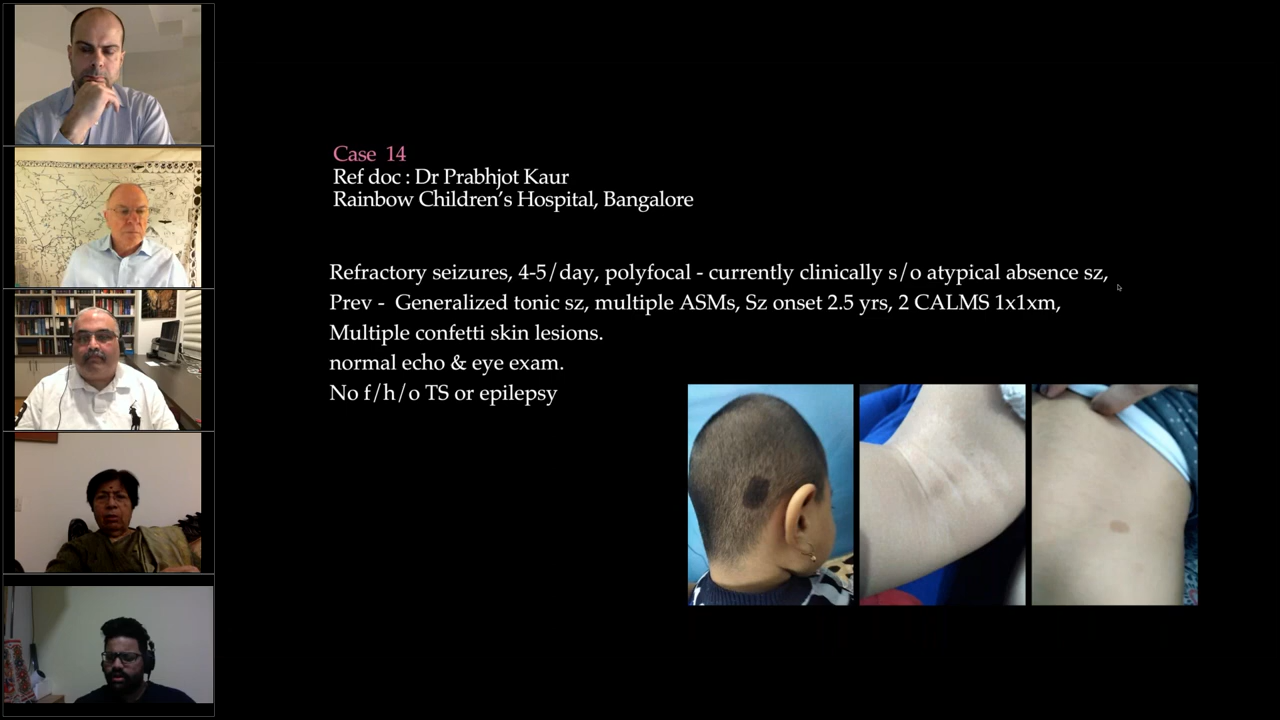 Case 14
Ref doc : Dr Prabhjot Kaur
Rainbow Children's Hospital, Bangalore
Refractory seizures, 4-5/day, polyfocal - currently clinically s/o atypical absence sz,
Prev - Generalized tonic sz, multiple ASMs, Sz onset 2.5 yrs, 2 CALMS 1x1xm,
Multiple confetti skin lesions.
normal echo & eye exam.
No f/h/o TS or epilepsy